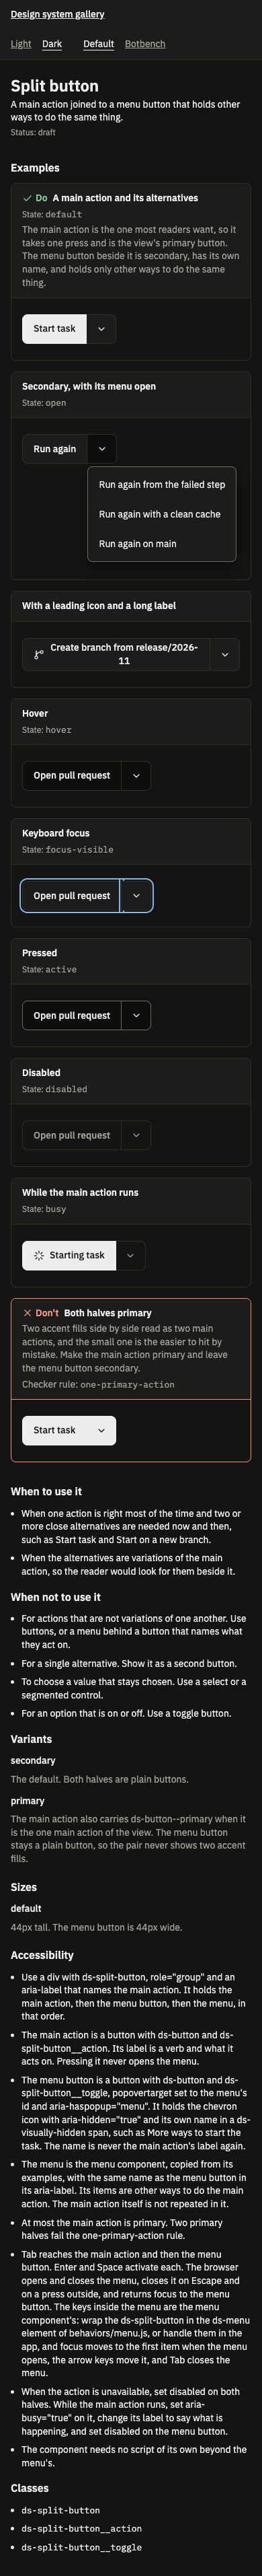 Design system gallery
Light Dark Default Botbench
Split button
A main action joined to a menu button that holds other
ways to do the same thing.
Status: draft
Examples
Do A main action and its alternatives
State: default
The main action is the one most readers want, so it
takes one press and is the view's primary button.
The menu button beside it is secondary, has its own
name, and holds only other ways to do the same
thing.
Start task
Secondary, with its menu open
State: open
Run again
Run again from the failed step
Run again with a clean cache
Run again on main
With a leading icon and a long label
Create branch from release/2026-
11
Hover
State: hover
Open pull request
Keyboard focus
State: focus-visible
Open pull request
Pressed
State: active
Open pull request
Disabled
State: disabled
Open pull request
While the main action runs
State: busy
Starting task
Don't Both halves primary
Two accent fills side by side read as two main
actions, and the small one is the easier to hit by
mistake. Make the main action primary and leave
the menu button secondary.
Checker rule: one-primary-action
Start task
When to use it
• When one action is right most of the time and two or
more close alternatives are needed now and then,
such as Start task and Start on a new branch.
• When the alternatives are variations of the main
action, so the reader would look for them beside it.
When not to use it
• For actions that are not variations of one another. Use
buttons, or a menu behind a button that names what
they act on.
• For a single alternative. Show it as a second button.
• To choose a value that stays chosen. Use a select or a
segmented control.
• For an option that is on or off. Use a toggle button.
Variants
secondary
The default. Both halves are plain buttons.
primary
The main action also carries ds-button--primary when it
is the one main action of the view. The menu button
stays a plain button, so the pair never shows two accent
fills.
Sizes
default
44px tall. The menu button is 44px wide.
Accessibility
• Use a div with ds-split-button, role="group" and an
aria-label that names the main action. It holds the
main action, then the menu button, then the menu, in
that order.
• The main action is a button with ds-button and ds-
split-button__action. Its label is a verb and what it
acts on. Pressing it never opens the menu.
• The menu button is a button with ds-button and ds-
split-button__toggle, popovertarget set to the menu's
id and aria-haspopup="menu". It holds the chevron
icon with aria-hidden="true" and its own name in a ds-
visually-hidden span, such as More ways to start the
task. The name is never the main action's label again.
• The menu is the menu component, copied from its
examples, with the same name as the menu button in
its aria-label. Its items are other ways to do the main
action. The main action itself is not repeated in it.
• At most the main action is primary. Two primary
halves fail the one-primary-action rule.
• Tab reaches the main action and then the menu
button. Enter and Space activate each. The browser
opens and closes the menu, closes it on Escape and
on a press outside, and returns focus to the menu
button. The keys inside the menu are the menu
component's: wrap the ds-split-button in the ds-menu
element of behaviors/menu.js, or handle them in the
app, and focus moves to the first item when the menu
opens, the arrow keys move it, and Tab closes the
menu.
• When the action is unavailable, set disabled on both
halves. While the main action runs, set aria-
busy="true" on it, change its label to say what is
happening, and set disabled on the menu button.
• The component needs no script of its own beyond the
menu's.
Classes
• ds-split-button
• ds-split-button__action
• ds-split-button__toggle